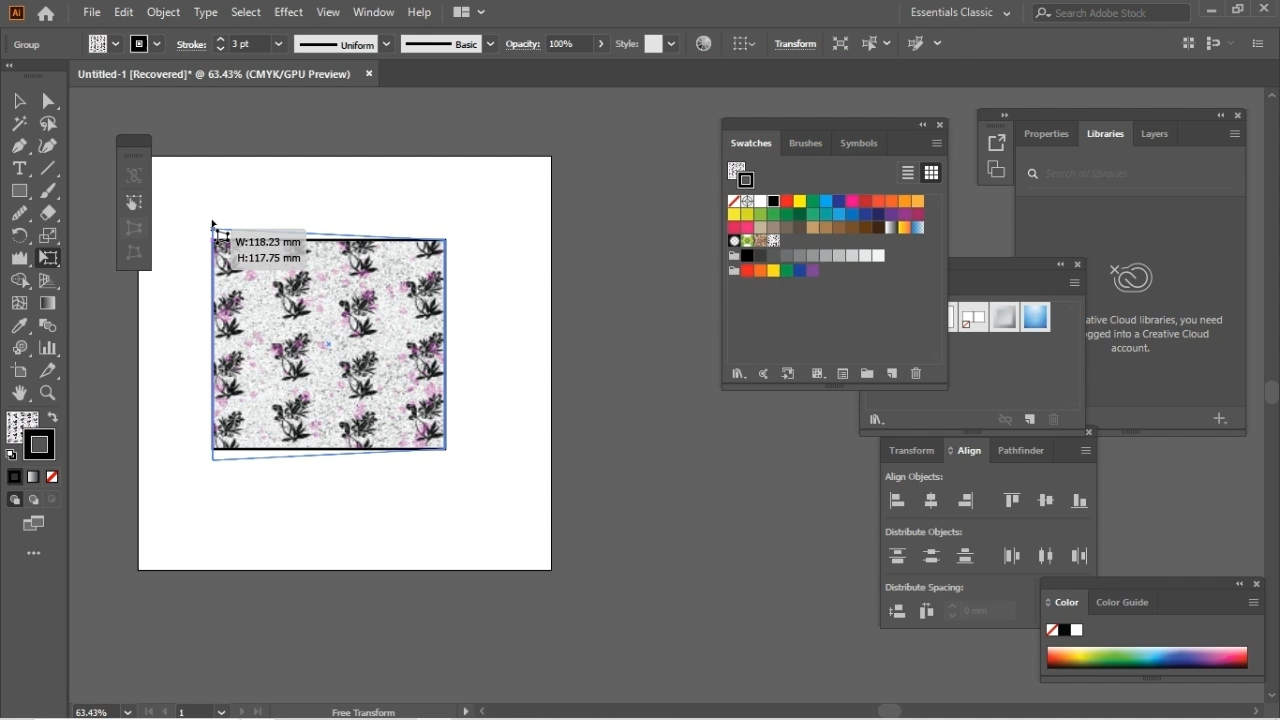 Ai File Edit Object Type Select Effect View Window Help Essentials Classic Search Adobe Stock
Group Stroke: 3 pt Uniform Basic Opacity: 100% Style: Transform
Untitled-1 [Recovered]* @ 63.43% (CMYK/GPU Preview)
Swatches Brushes Symbols
Properties Libraries Layers
Search all libraries
W:118.23 mm
H:117.75 mm
ative Cloud libraries, you need
ogged into a Creative Cloud
account.
Transform Align Pathfinder
Align Objects:
Distribute Objects:
Distribute Spacing:
0 mm
Color Color Guide
63.43% 1 Free Transform